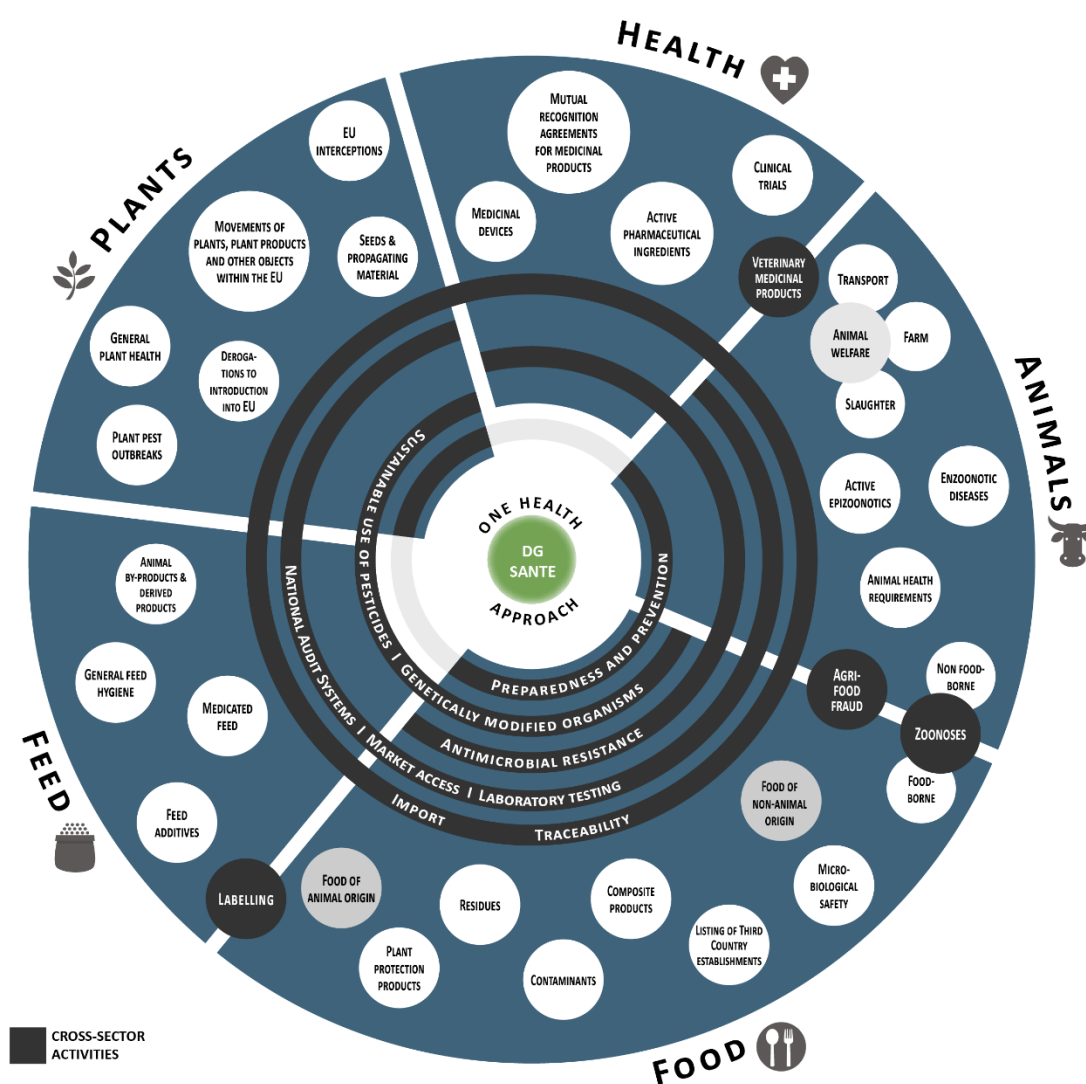 HEALTH
MUTUAL
RECOGNITION
AGREEMENTS
FOR MEDICINAL
PRODUCTS
CLINICAL
TRIALS
MEDICINAL
DEVICES
ACTIVE
PHARMACEUTICAL
INGREDIENTS
VETERINARY
MEDICINAL
PRODUCTS
ANIMALS
TRANSPORT
ANIMAL
WELFARE
FARM
SLAUGHTER
ACTIVE
EPIZOONOTICS
ENZOONOTIC
DISEASES
ANIMAL HEALTH
REQUIREMENTS
NON FOOD-
BORNE
AGRI-
FOOD
FRAUD
ZOONOSES
FOOD-
BORNE
FOOD
FOOD OF
NON-ANIMAL
ORIGIN
MICRO-
BIOLOGICAL
SAFETY
COMPOSITE
PRODUCTS
LISTING OF THIRD
COUNTRY
ESTABLISHMENTS
RESIDUES
CONTAMINANTS
PLANT
PROTECTION
PRODUCTS
FOOD OF
ANIMAL ORIGIN
LABELLING
FEED
ANIMAL
BY-PRODUCTS &
DERIVED
PRODUCTS
GENERAL FEED
HYGIENE
MEDICATED
FEED
FEED
ADDITIVES
PLANTS
EU
INTERCEPTIONS
MOVEMENTS OF
PLANTS, PLANT PRODUCTS
AND OTHER OBJECTS
WITHIN THE EU
SEEDS &
PROPAGATING
MATERIAL
GENERAL
PLANT HEALTH
DEROGA-
TIONS TO
INTRODUCTION
INTO EU
PLANT PEST
OUTBREAKS
ONE HEALTH
DG
SANTE
APPROACH
PREPAREDNESS AND PREVENTION
SUSTAINABLE USE OF PESTICIDES | GENETICALLY MODIFIED ORGANISMS
ANTIMICROBIAL RESISTANCE
NATIONAL AUDIT SYSTEMS | MARKET ACCESS | LABORATORY TESTING
IMPORT TRACEABILITY
CROSS-SECTOR
ACTIVITIES